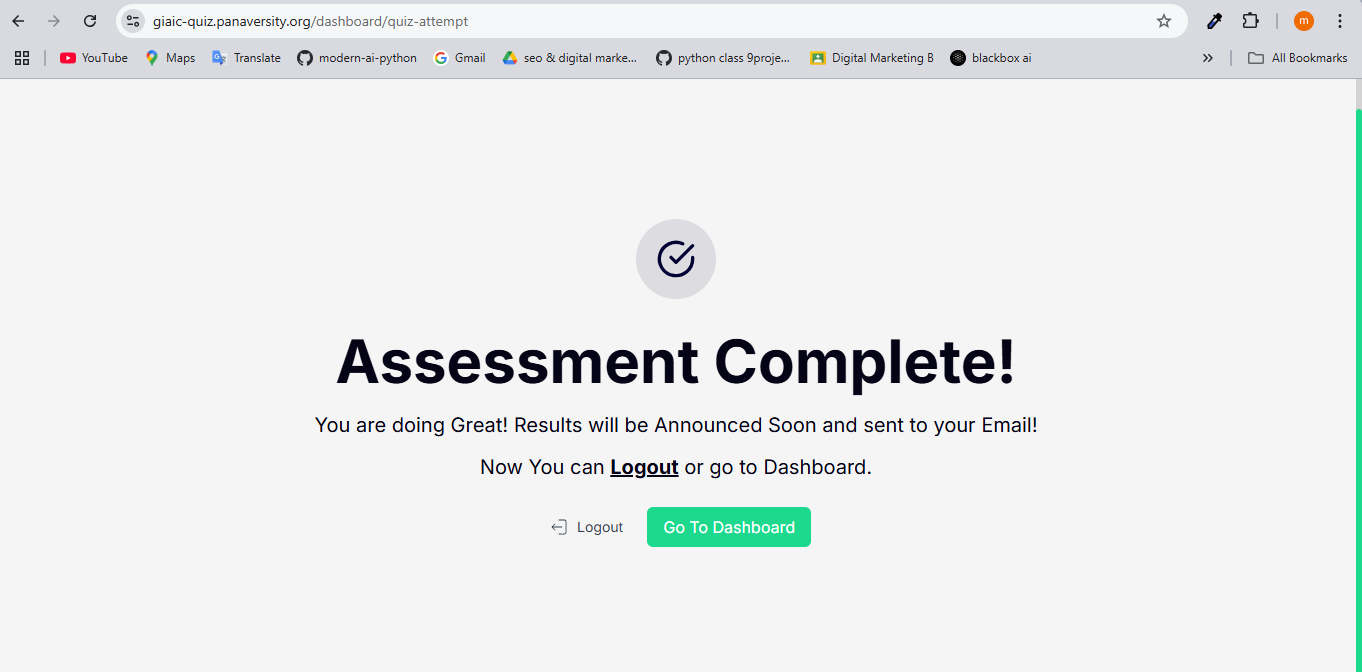 giaic-quiz.panaversity.org/dashboard/quiz-attempt
m
YouTube
Maps
Translate
modern-ai-python
Gmail
seo & digital marke...
python class 9proje...
Digital Marketing B
blackbox ai
»
All Bookmarks
Assessment Complete!
You are doing Great! Results will be Announced Soon and sent to your Email!
Now You can Logout or go to Dashboard.
Logout
Go To Dashboard